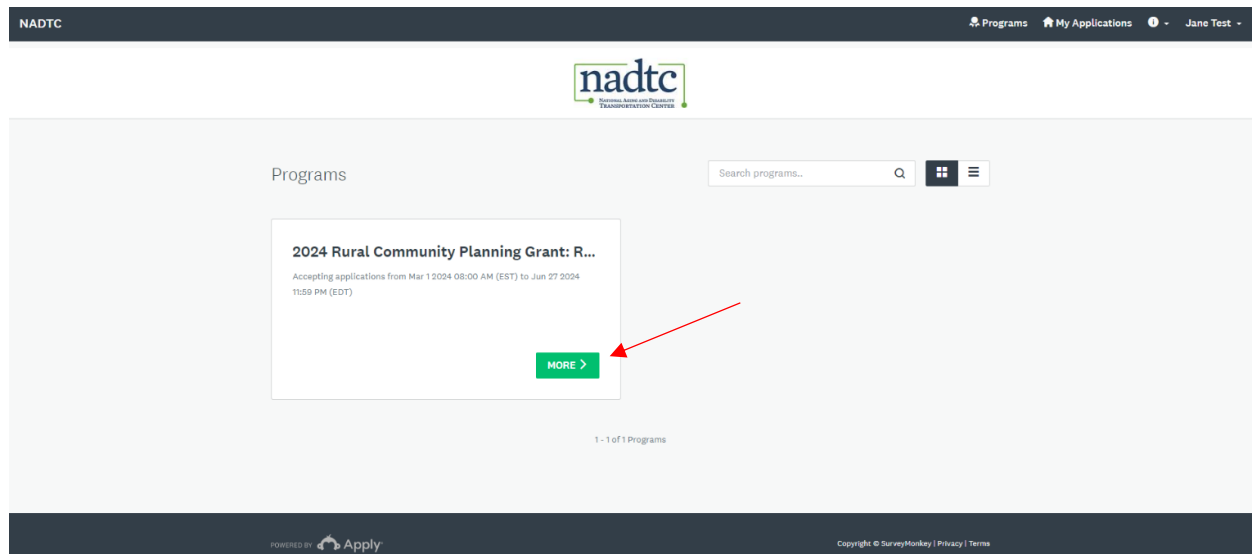 NADTC
Programs My Applications Jane Test
nadtc
National Aging and Disability
Transportation Center
Programs
Search programs...
2024 Rural Community Planning Grant: R...
Accepting applications from Mar 1 2024 08:00 AM (EST) to Jun 27 2024
11:59 PM (EDT)
MORE
1 - 1 of 1 Programs
POWERED BY Apply
Copyright © SurveyMonkey | Privacy | Terms